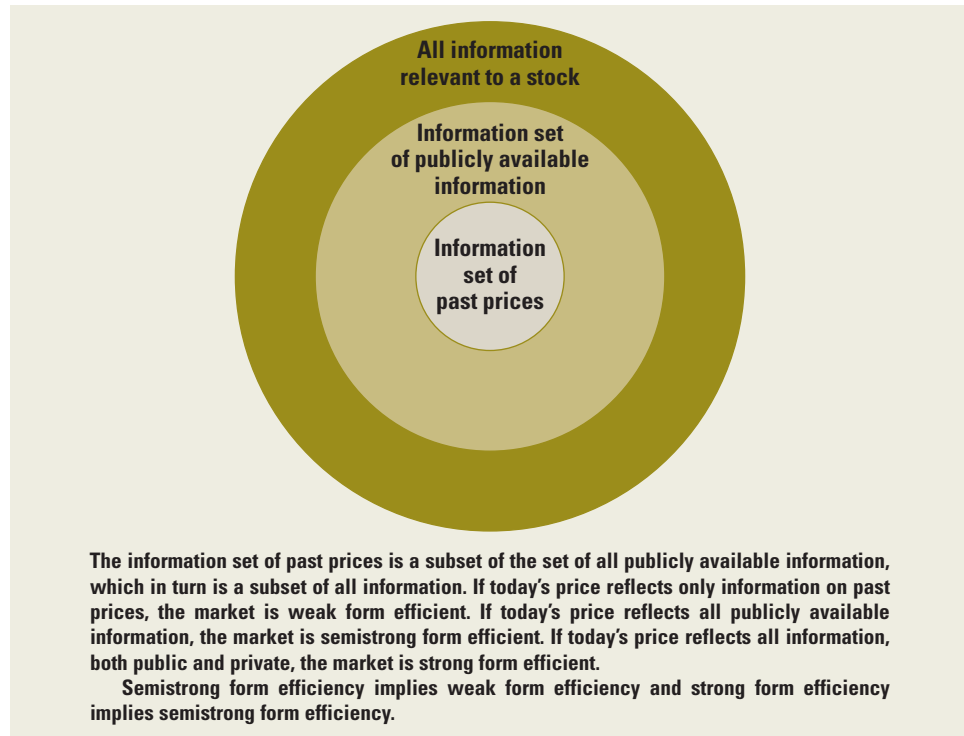 All information
relevant to a stock
Information set
of publicly available
information
Information
set of
past prices
The information set of past prices is a subset of the set of all publicly available information,
which in turn is a subset of all information. If today's price reflects only information on past
prices, the market is weak form efficient. If today's price reflects all publicly available
information, the market is semistrong form efficient. If today's price reflects all information,
both public and private, the market is strong form efficient.
Semistrong form efficiency implies weak form efficiency and strong form efficiency
implies semistrong form efficiency.